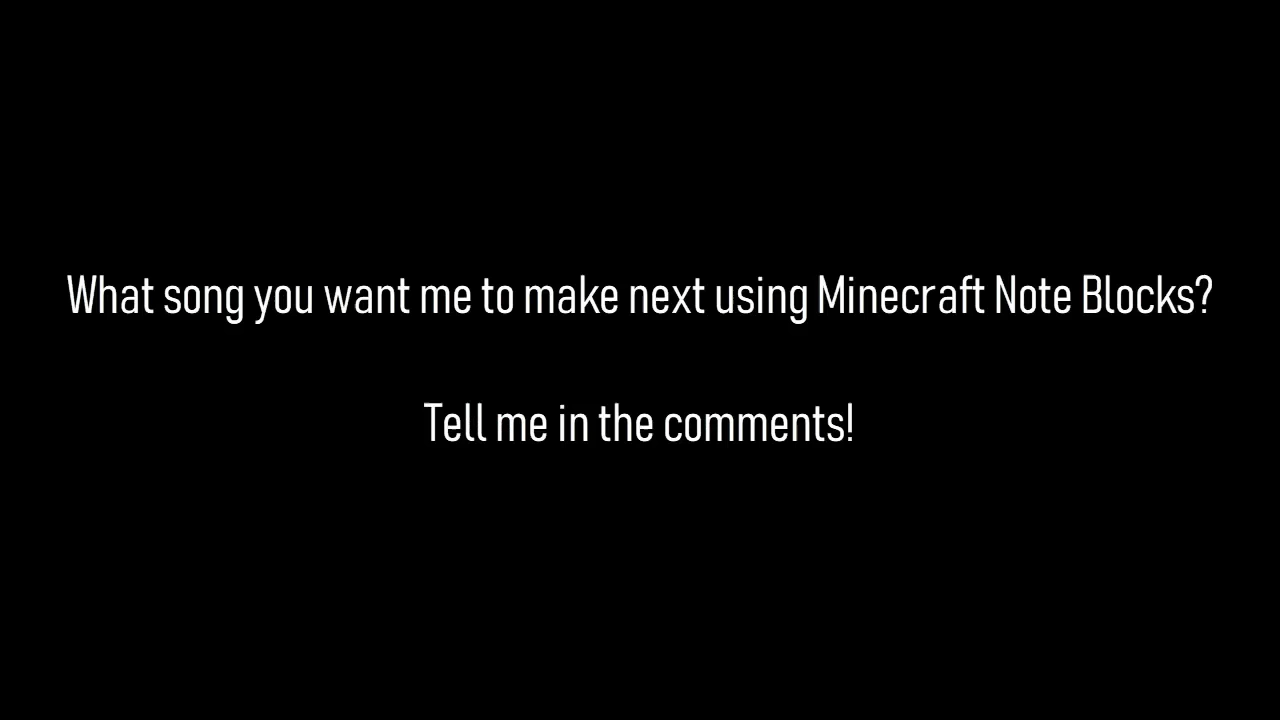 What song you want me to make next using Minecraft Note Blocks?
Tell me in the comments!